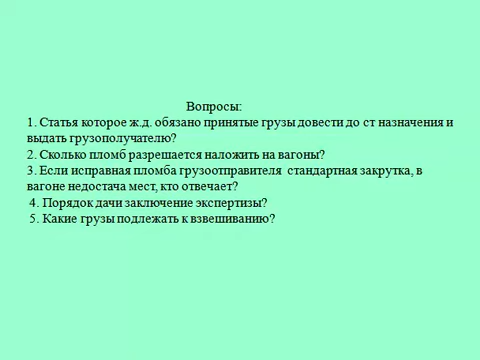 Вопросы:
1. Статья которое ж.д. обязано принятые грузы довести до ст назначения и
выдать грузополучателю?
2. Сколько пломб разрешается наложить на вагоны?
3. Если исправная пломба грузоотправителя стандартная закрутка, в
вагоне недостача мест, кто отвечает?
4. Порядок дачи заключение экспертизы?
5. Какие грузы подлежать к взвешиванию?